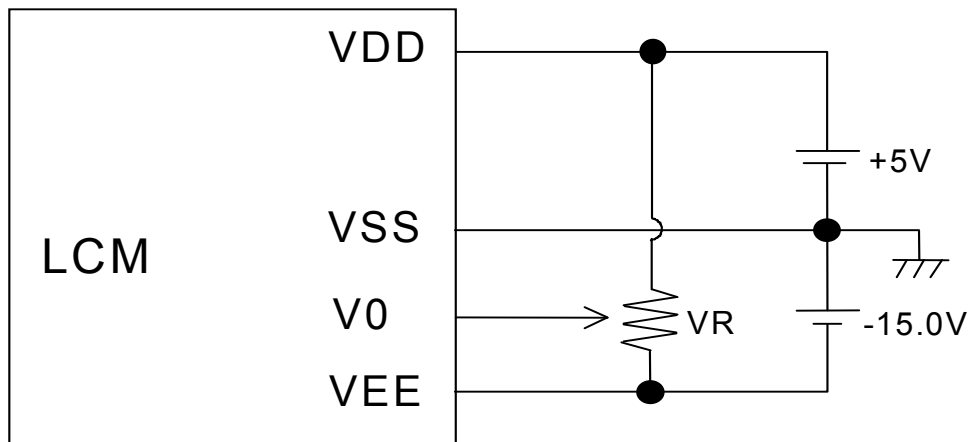 VDD
+5V
VSS
LCM
V0
VR
-15.0V
VEE